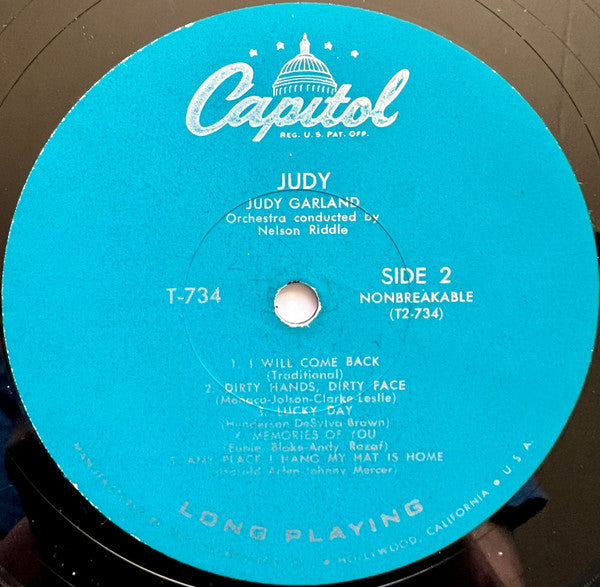 Capitol
REG. U.S. PAT. OFF.
JUDY
JUDY GARLAND
Orchestra conducted by
Nelson Riddle
T-734
SIDE 2
NONBREAKABLE
(T2-734)
1. I WILL COME BACK
(Traditional)
2. DIRTY HANDS, DIRTY FACE
(Monaco-Jolson-Clarke-Leslie)
3. LUCKY DAY
(Henderson-DeSylva-Brown)
4. MEMORIES OF YOU
(Eubie Blake-Andy Razaf)
5. ANY PLACE I HANG MY HAT IS HOME
(Harold Arlen-Johnny Mercer)
LONG PLAYING
MANUFACTURED BY
• HOLLYWOOD, CALIFORNIA • U.S.A.